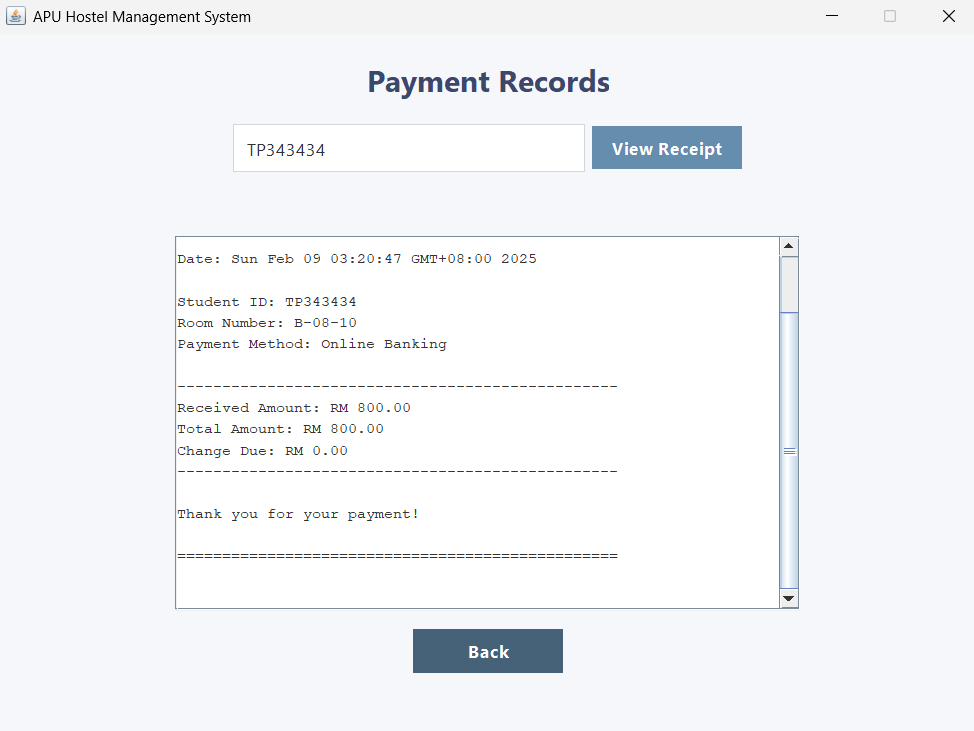 APU Hostel Management System
Payment Records
TP343434
View Receipt
Date: Sun Feb 09 03:20:47 GMT+08:00 2025
Student ID: TP343434
Room Number: B-08-10
Payment Method: Online Banking
-------------------------------------------------
Received Amount: RM 800.00
Total Amount: RM 800.00
Change Due: RM 0.00
-------------------------------------------------
Thank you for your payment!
=================================================
Back